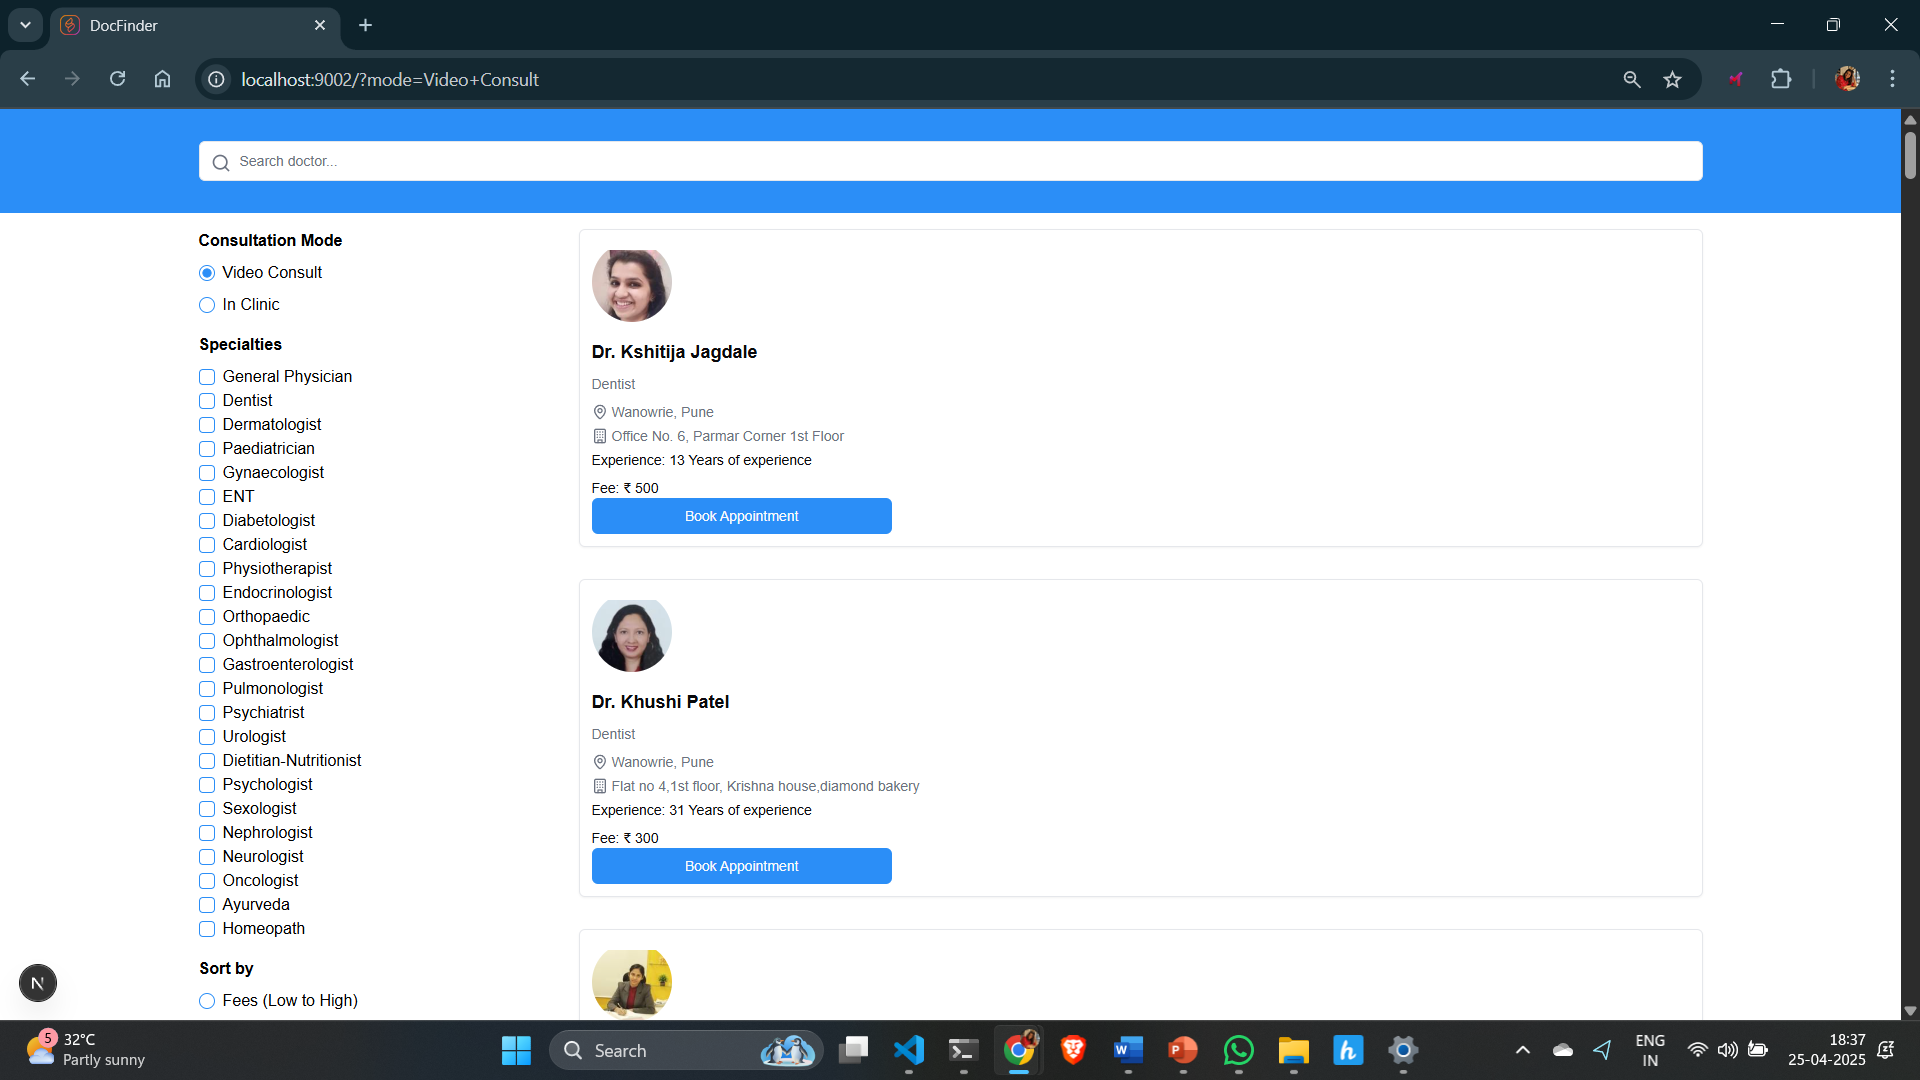 DocFinder
localhost:9002/?mode=Video+Consult
Search doctor...
Consultation Mode
Video Consult
In Clinic
Specialties
General Physician
Dentist
Dermatologist
Paediatrician
Gynaecologist
ENT
Diabetologist
Cardiologist
Physiotherapist
Endocrinologist
Orthopaedic
Ophthalmologist
Gastroenterologist
Pulmonologist
Psychiatrist
Urologist
Dietitian-Nutritionist
Psychologist
Sexologist
Nephrologist
Neurologist
Oncologist
Ayurveda
Homeopath
Sort by
Fees (Low to High)
Dr. Kshitija Jagdale
Dentist
Wanowrie, Pune
Office No. 6, Parmar Corner 1st Floor
Experience: 13 Years of experience
Fee: ₹ 500
Book Appointment
Dr. Khushi Patel
Dentist
Wanowrie, Pune
Flat no 4,1st floor, Krishna house,diamond bakery
Experience: 31 Years of experience
Fee: ₹ 300
Book Appointment
N
5
32°C
Partly sunny
Search
W
P
h
ENG
IN
18:37
25-04-2025